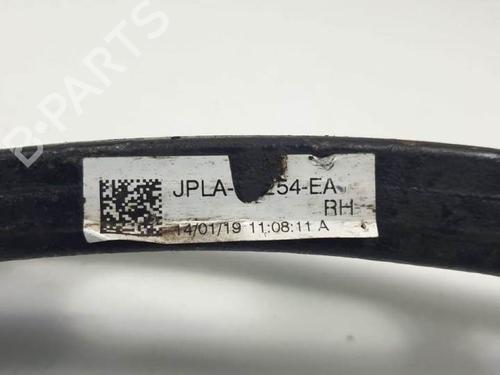 B-PARTS
JPLA- 254-EA
RH
14/01/19 11:08:11 A